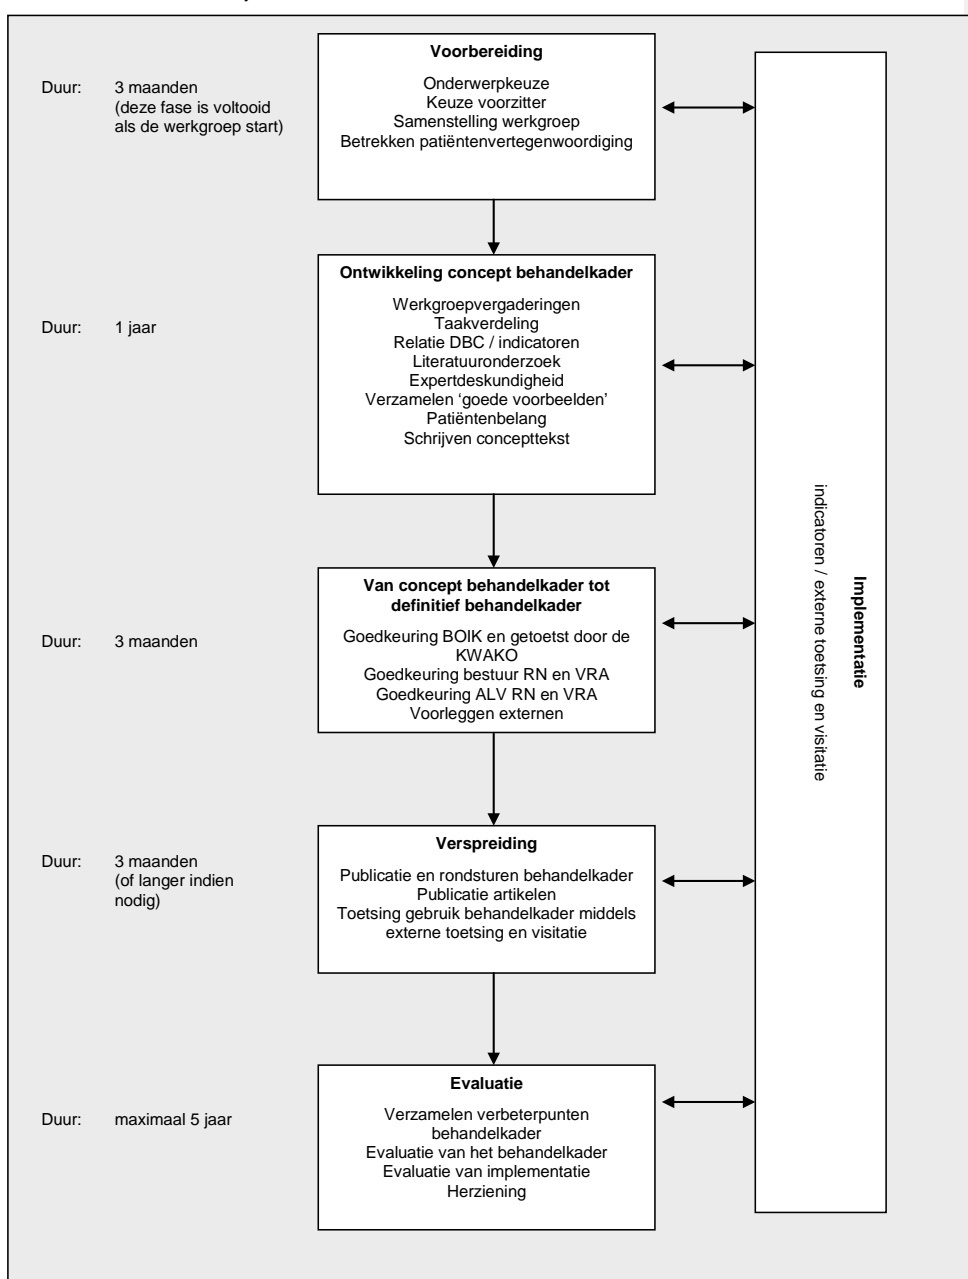 Voorbereiding
Duur: 3 maanden
(deze fase is voltooid
als de werkgroep start)
Onderwerpkeuze
Keuze voorzitter
Samenstelling werkgroep
Betrekken patiëntenvertegenwoordiging
Ontwikkeling concept behandelkader
Duur: 1 jaar
Werkgroepvergaderingen
Taakverdeling
Relatie DBC / indicatoren
Literatuuronderzoek
Expertdeskundigheid
Verzamelen ‘goede voorbeelden’
Patiëntenbelang
Schrijven concepttekst
Van concept behandelkader tot
definitief behandelkader
Duur: 3 maanden
Goedkeuring BOIK en getoetst door de
KWAKO
Goedkeuring bestuur RN en VRA
Goedkeuring ALV RN en VRA
Voorleggen externen
Verspreiding
Duur: 3 maanden
(of langer indien
nodig)
Publicatie en rondsturen behandelkader
Publicatie artikelen
Toetsing gebruik behandelkader middels
externe toetsing en visitatie
Evaluatie
Duur: maximaal 5 jaar
Verzamelen verbeterpunten
behandelkader
Evaluatie van het behandelkader
Evaluatie van implementatie
Herziening
Implementatie
indicatoren / externe toetsing en visitatie